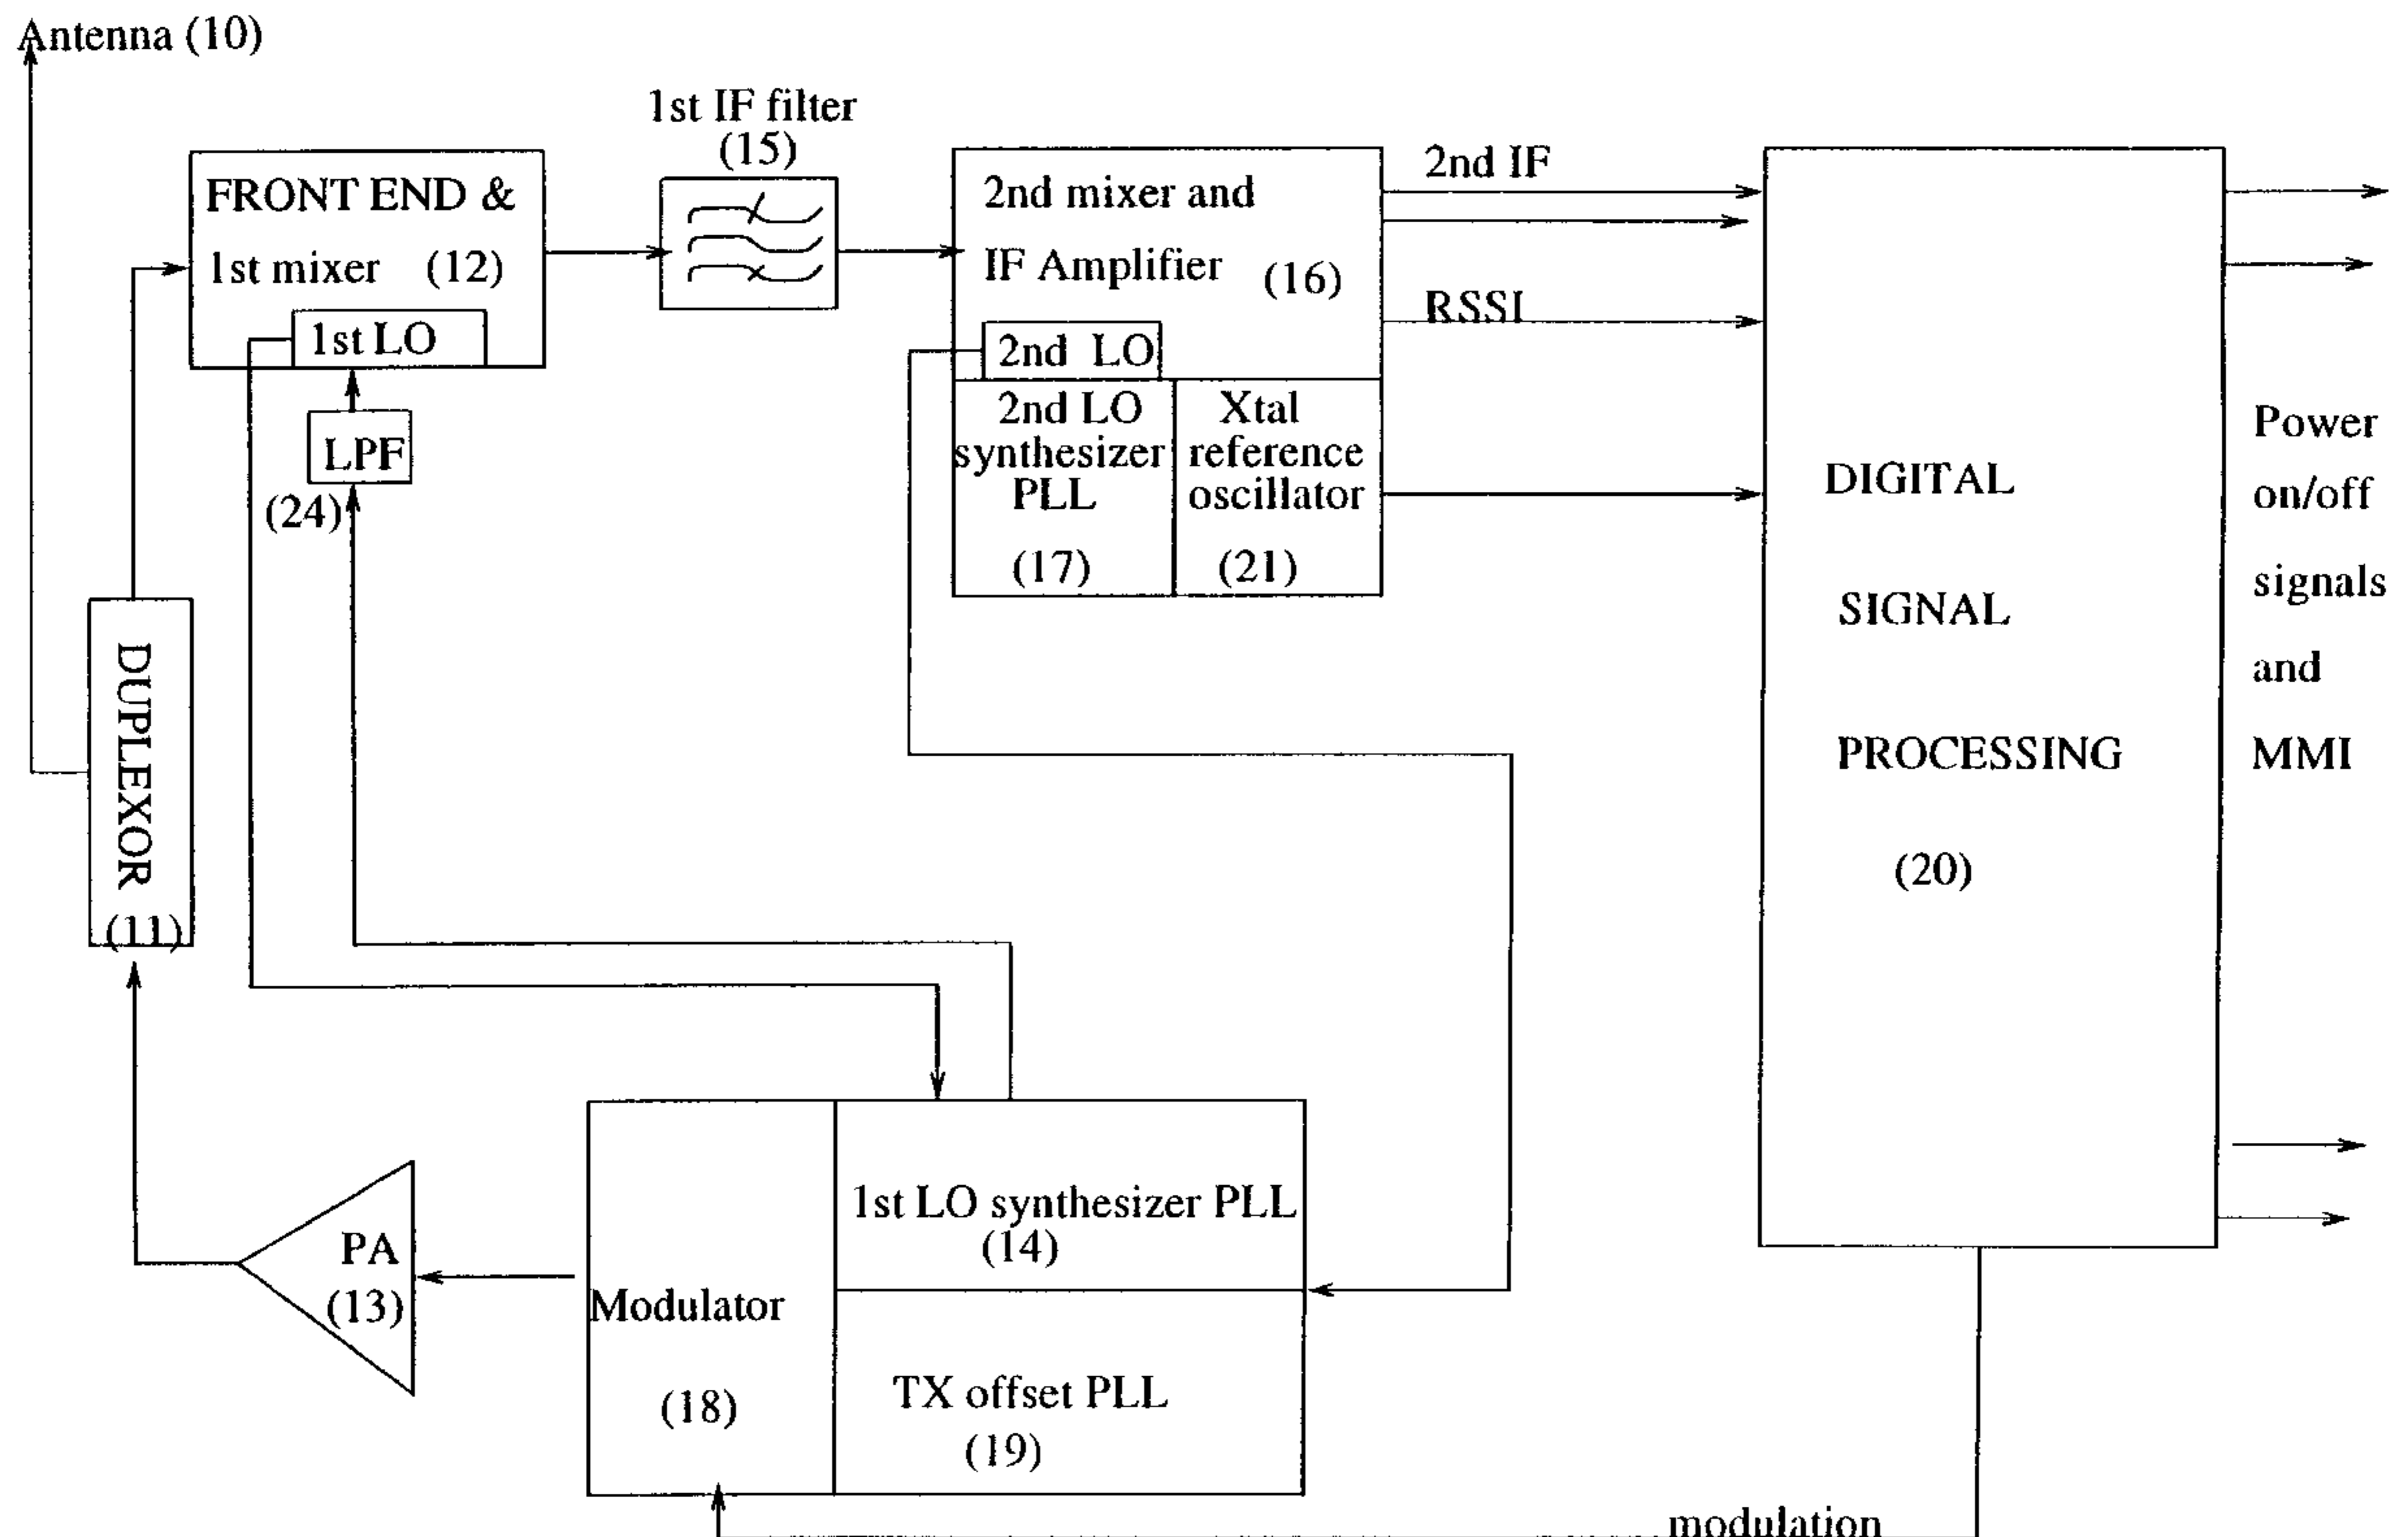 Antenna (10)
1st IF filter
(15)
FRONT END &
1st mixer (12)
1st LO
LPF
(24)
2nd mixer and
IF Amplifier (16)
2nd LO
2nd LO
synthesizer
PLL
(17)
Xtal
reference
oscillator
(21)
2nd IF
RSSI
DIGITAL
SIGNAL
PROCESSING
(20)
Power
on/off
signals
and
MMI
DUPLEXOR
(11)
PA
(13)
Modulator
(18)
1st LO synthesizer PLL
(14)
TX offset PLL
(19)
modulation